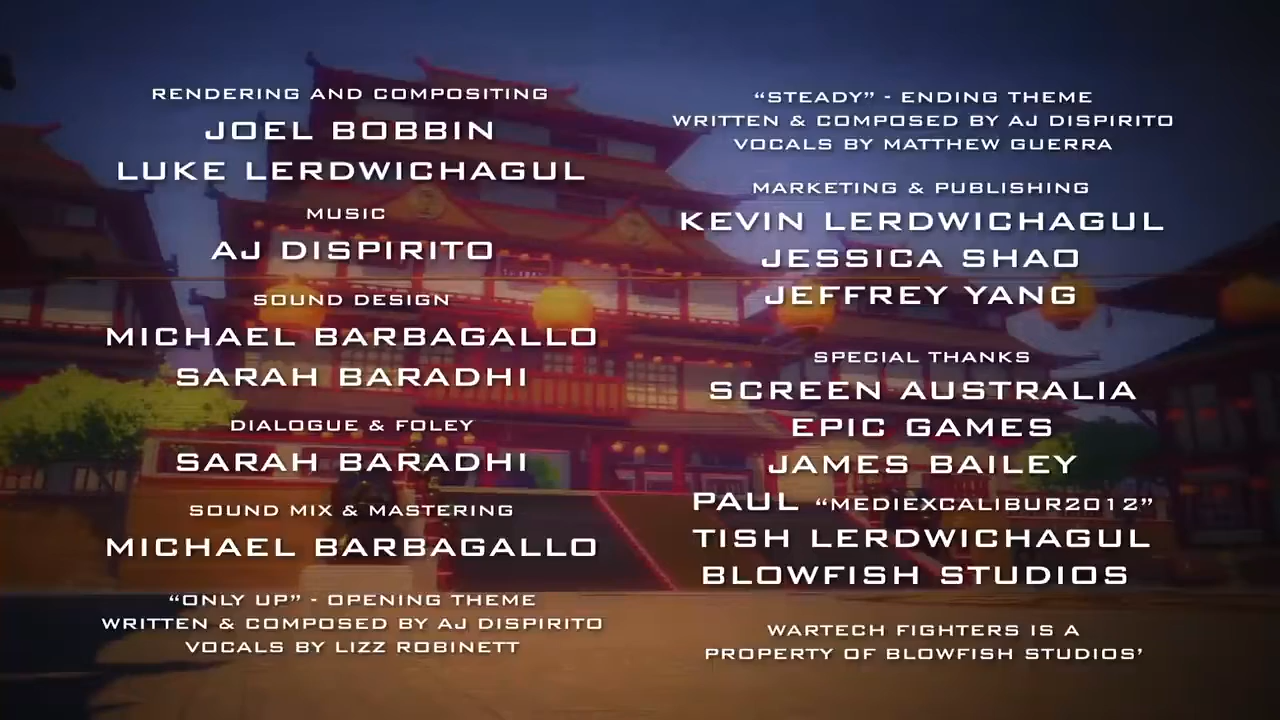 RENDERING AND COMPOSITING
JOEL BOBBIN
LUKE LERDWICHAGUL
MUSIC
AJ DISPIRITO
SOUND DESIGN
MICHAEL BARBAGALLO
SARAH BARADHI
DIALOGUE & FOLEY
SARAH BARADHI
SOUND MIX & MASTERING
MICHAEL BARBAGALLO
“ONLY UP” - OPENING THEME
WRITTEN & COMPOSED BY AJ DISPIRITO
VOCALS BY LIZZ ROBINETT
“STEADY” - ENDING THEME
WRITTEN & COMPOSED BY AJ DISPIRITO
VOCALS BY MATTHEW GUERRA
MARKETING & PUBLISHING
KEVIN LERDWICHAGUL
JESSICA SHAO
JEFFREY YANG
SPECIAL THANKS
SCREEN AUSTRALIA
EPIC GAMES
JAMES BAILEY
PAUL “MEDIEXCALIBUR2012”
TISH LERDWICHAGUL
BLOWFISH STUDIOS
WARTECH FIGHTERS IS A
PROPERTY OF BLOWFISH STUDIOS’